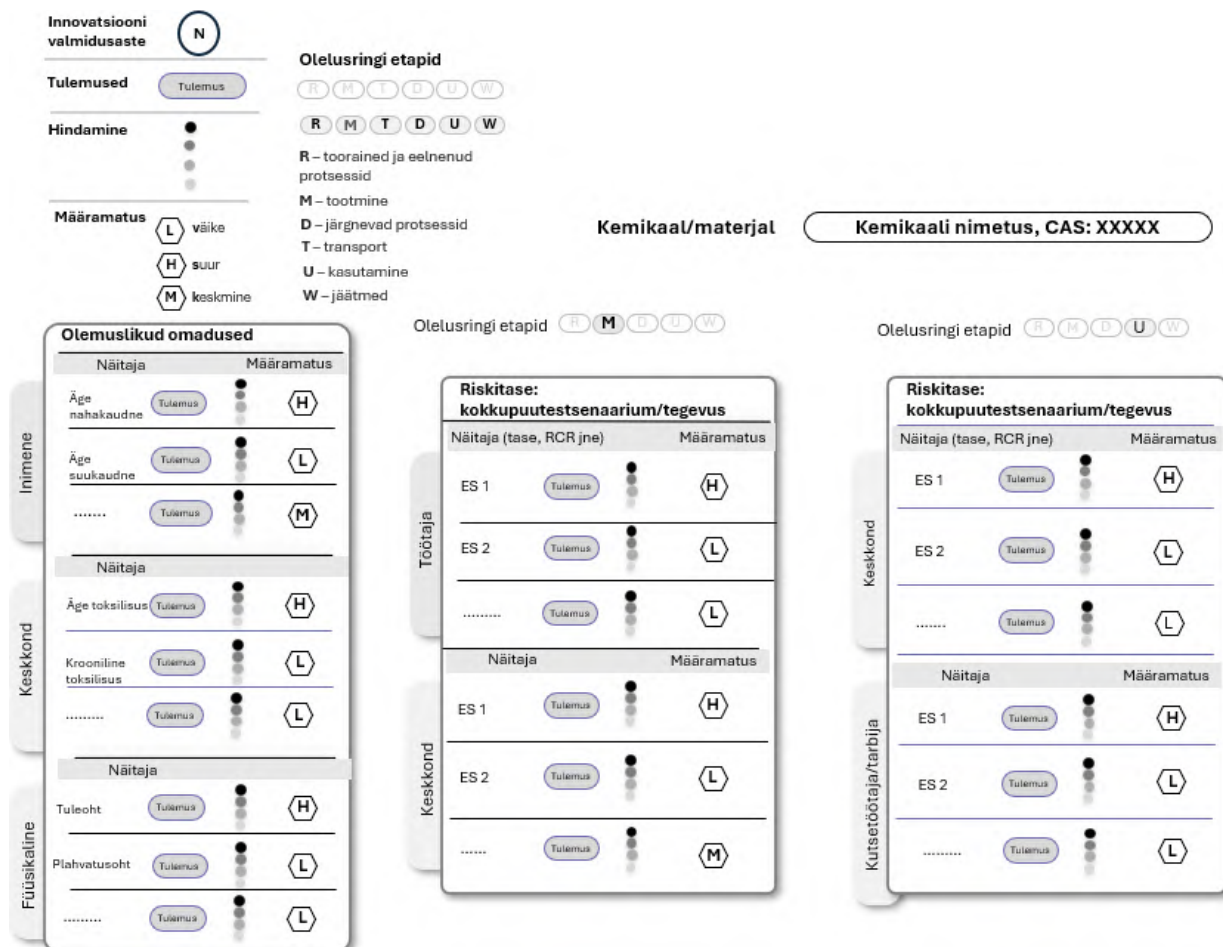 Innovatsiooni
valmidusaste
N
Tulemused
Tulemus
Hindamine
Määramatus
L väike
H suur
M keskmine
Olelusringi etapid
R M T D U W
R M T D U W
R – toorained ja eelnenud
protsessid
M – tootmine
D – järgnevad protsessid
T – transport
U – kasutamine
W – jäätmed
Kemikaal/materjal
Kemikaali nimetus, CAS: XXXXX
Olemuslikud omadused
Inimene
Näitaja Määramatus
Äge
nahakaudne
Tulemus H
Äge
suukaudne
Tulemus L
....... Tulemus M
Keskkond
Näitaja
Äge toksilisus Tulemus H
Krooniline
toksilisus
Tulemus L
......... Tulemus L
Füüsikaline
Näitaja
Tuleoht Tulemus H
Plahvatusoht Tulemus L
......... Tulemus L
Olelusringi etapid R M D U W
Riskitase:
kokkupuutestsenaarium/tegevus
Töötaja
Näitaja (tase, RCR jne) Määramatus
ES 1 Tulemus H
ES 2 Tulemus L
......... Tulemus L
Keskkond
Näitaja Määramatus
ES 1 Tulemus H
ES 2 Tulemus L
...... Tulemus M
Olelusringi etapid R M D U W
Riskitase:
kokkupuutestsenaarium/tegevus
Keskkond
Näitaja (tase, RCR jne) Määramatus
ES 1 Tulemus H
ES 2 Tulemus L
....... Tulemus L
Kutsetöötaja/tarbija
Näitaja Määramatus
ES 1 Tulemus H
ES 2 Tulemus L
......... Tulemus L